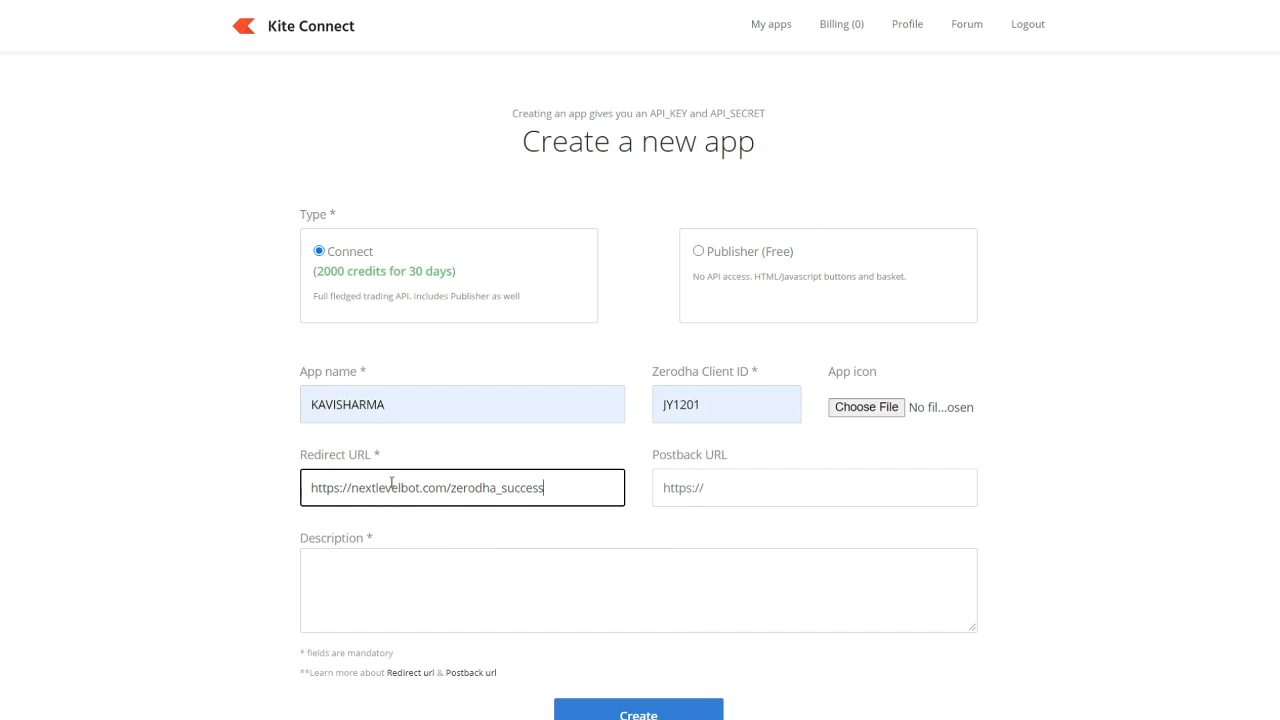 Kite Connect
My apps
Billing (0)
Profile
Forum
Logout
Creating an app gives you an API_KEY and API_SECRET
Create a new app
Type *
Connect
(2000 credits for 30 days)
Full fledged trading API. Includes Publisher as well
Publisher (Free)
No API access. HTML/Javascript buttons and basket.
App name *
Zerodha Client ID *
App icon
KAVISHARMA
JY1201
Choose File No fil...osen
Redirect URL *
Postback URL
https://nextlevelbot.com/zerodha_success
https://
Description *
* fields are mandatory
**Learn more about Redirect url & Postback url
Create